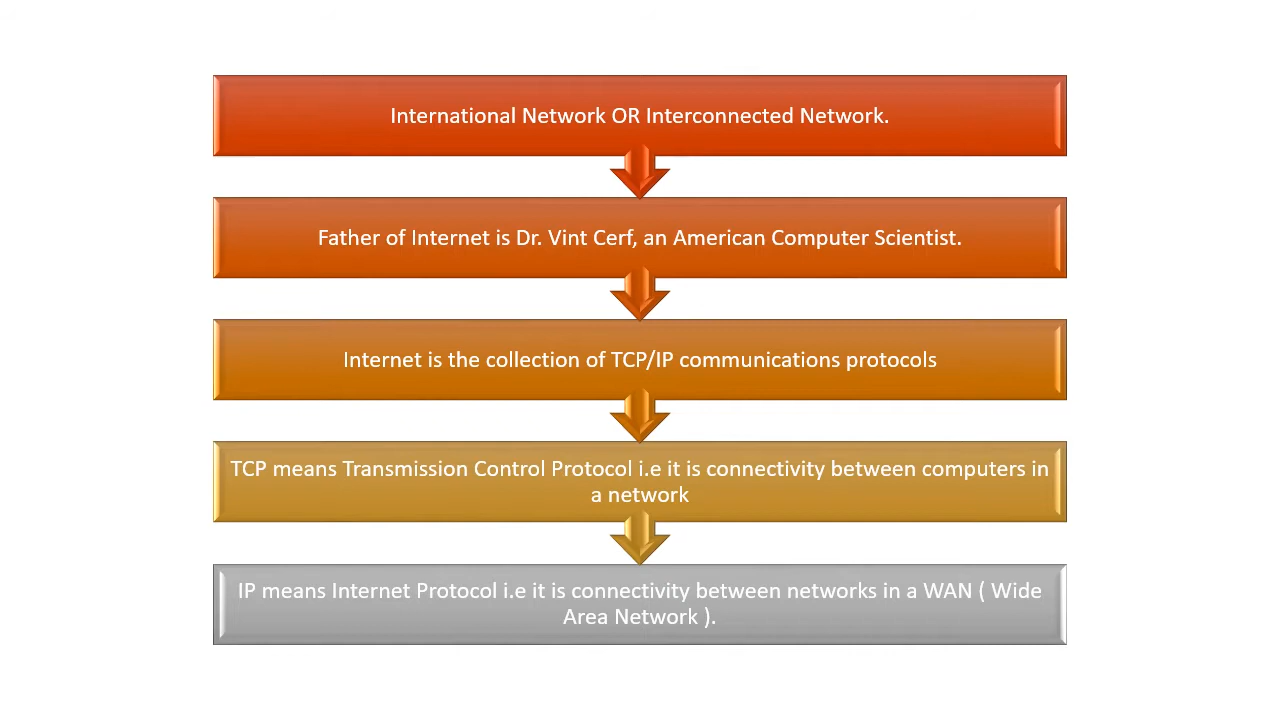 International Network OR Interconnected Network.
Father of Internet is Dr. Vint Cerf, an American Computer Scientist.
Internet is the collection of TCP/IP communications protocols
TCP means Transmission Control Protocol i.e it is connectivity between computers in
a network
IP means Internet Protocol i.e it is connectivity between networks in a WAN ( Wide
Area Network ).